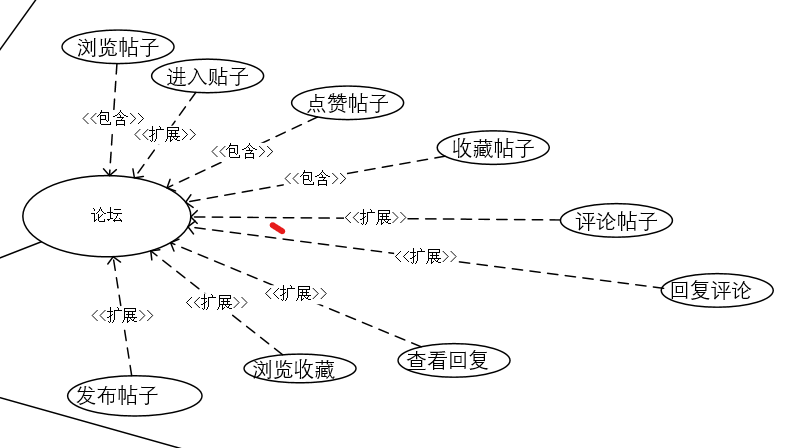 浏览帖子
进入贴子
点赞帖子
<<包含>>
<<扩展>>
<<包含>>
收藏帖子
<<包含>>
论坛
<<扩展>>
评论帖子
<<扩展>>
回复评论
<<扩展>>
<<扩展>>
<<扩展>>
浏览收藏
查看回复
发布帖子